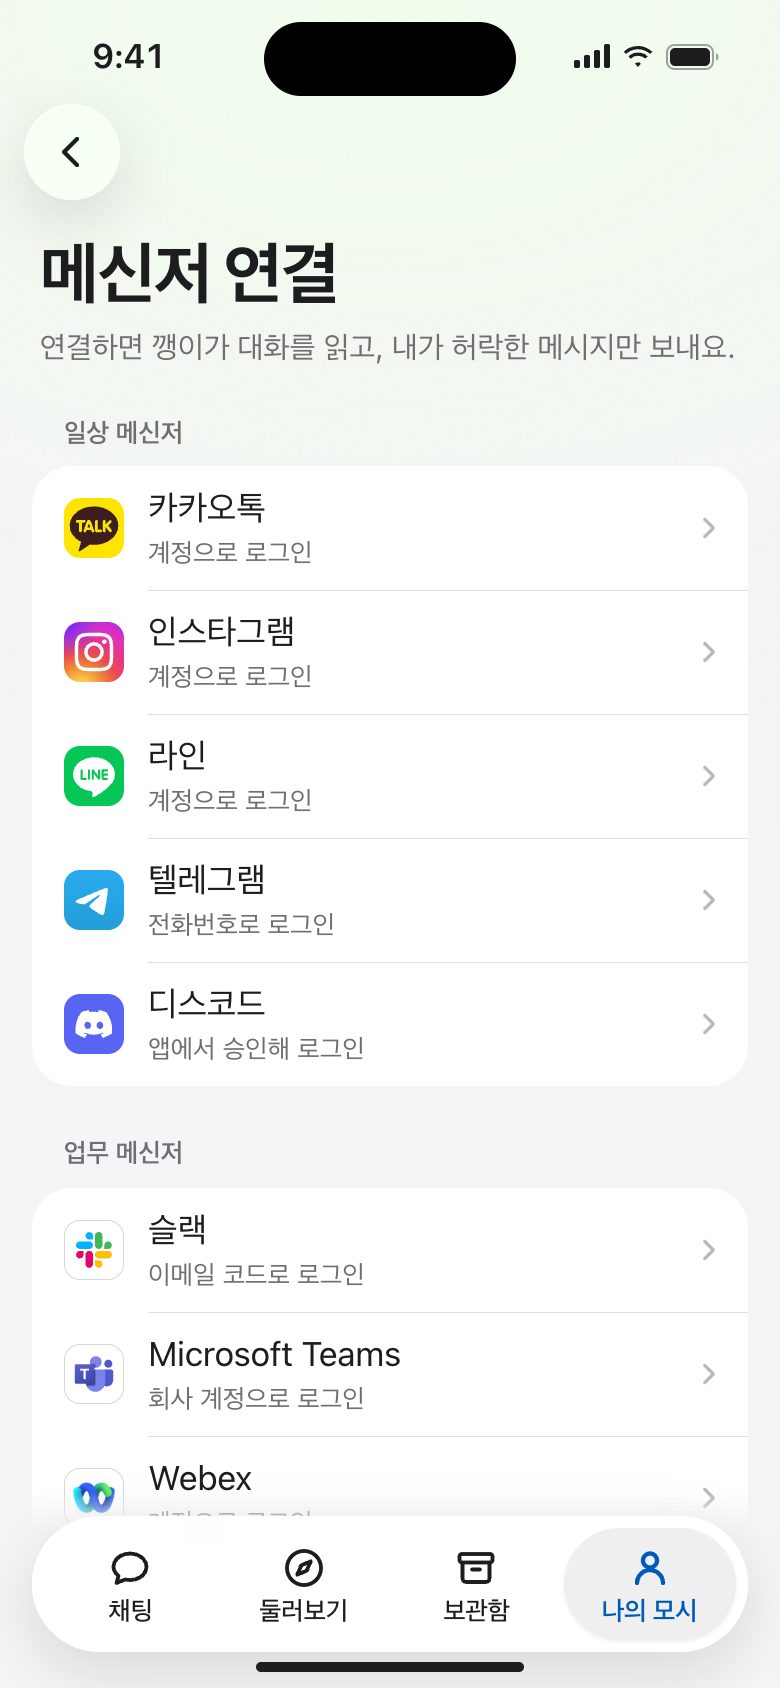 9:41
메신저 연결
연결하면 깽이가 대화를 읽고, 내가 허락한 메시지만 보내요.
일상 메신저
TALK
카카오톡
계정으로 로그인
인스타그램
계정으로 로그인
LINE
라인
계정으로 로그인
텔레그램
전화번호로 로그인
디스코드
앱에서 승인해 로그인
업무 메신저
슬랙
이메일 코드로 로그인
T
Microsoft Teams
회사 계정으로 로그인
Webex
채팅
둘러보기
보관함
나의 모시